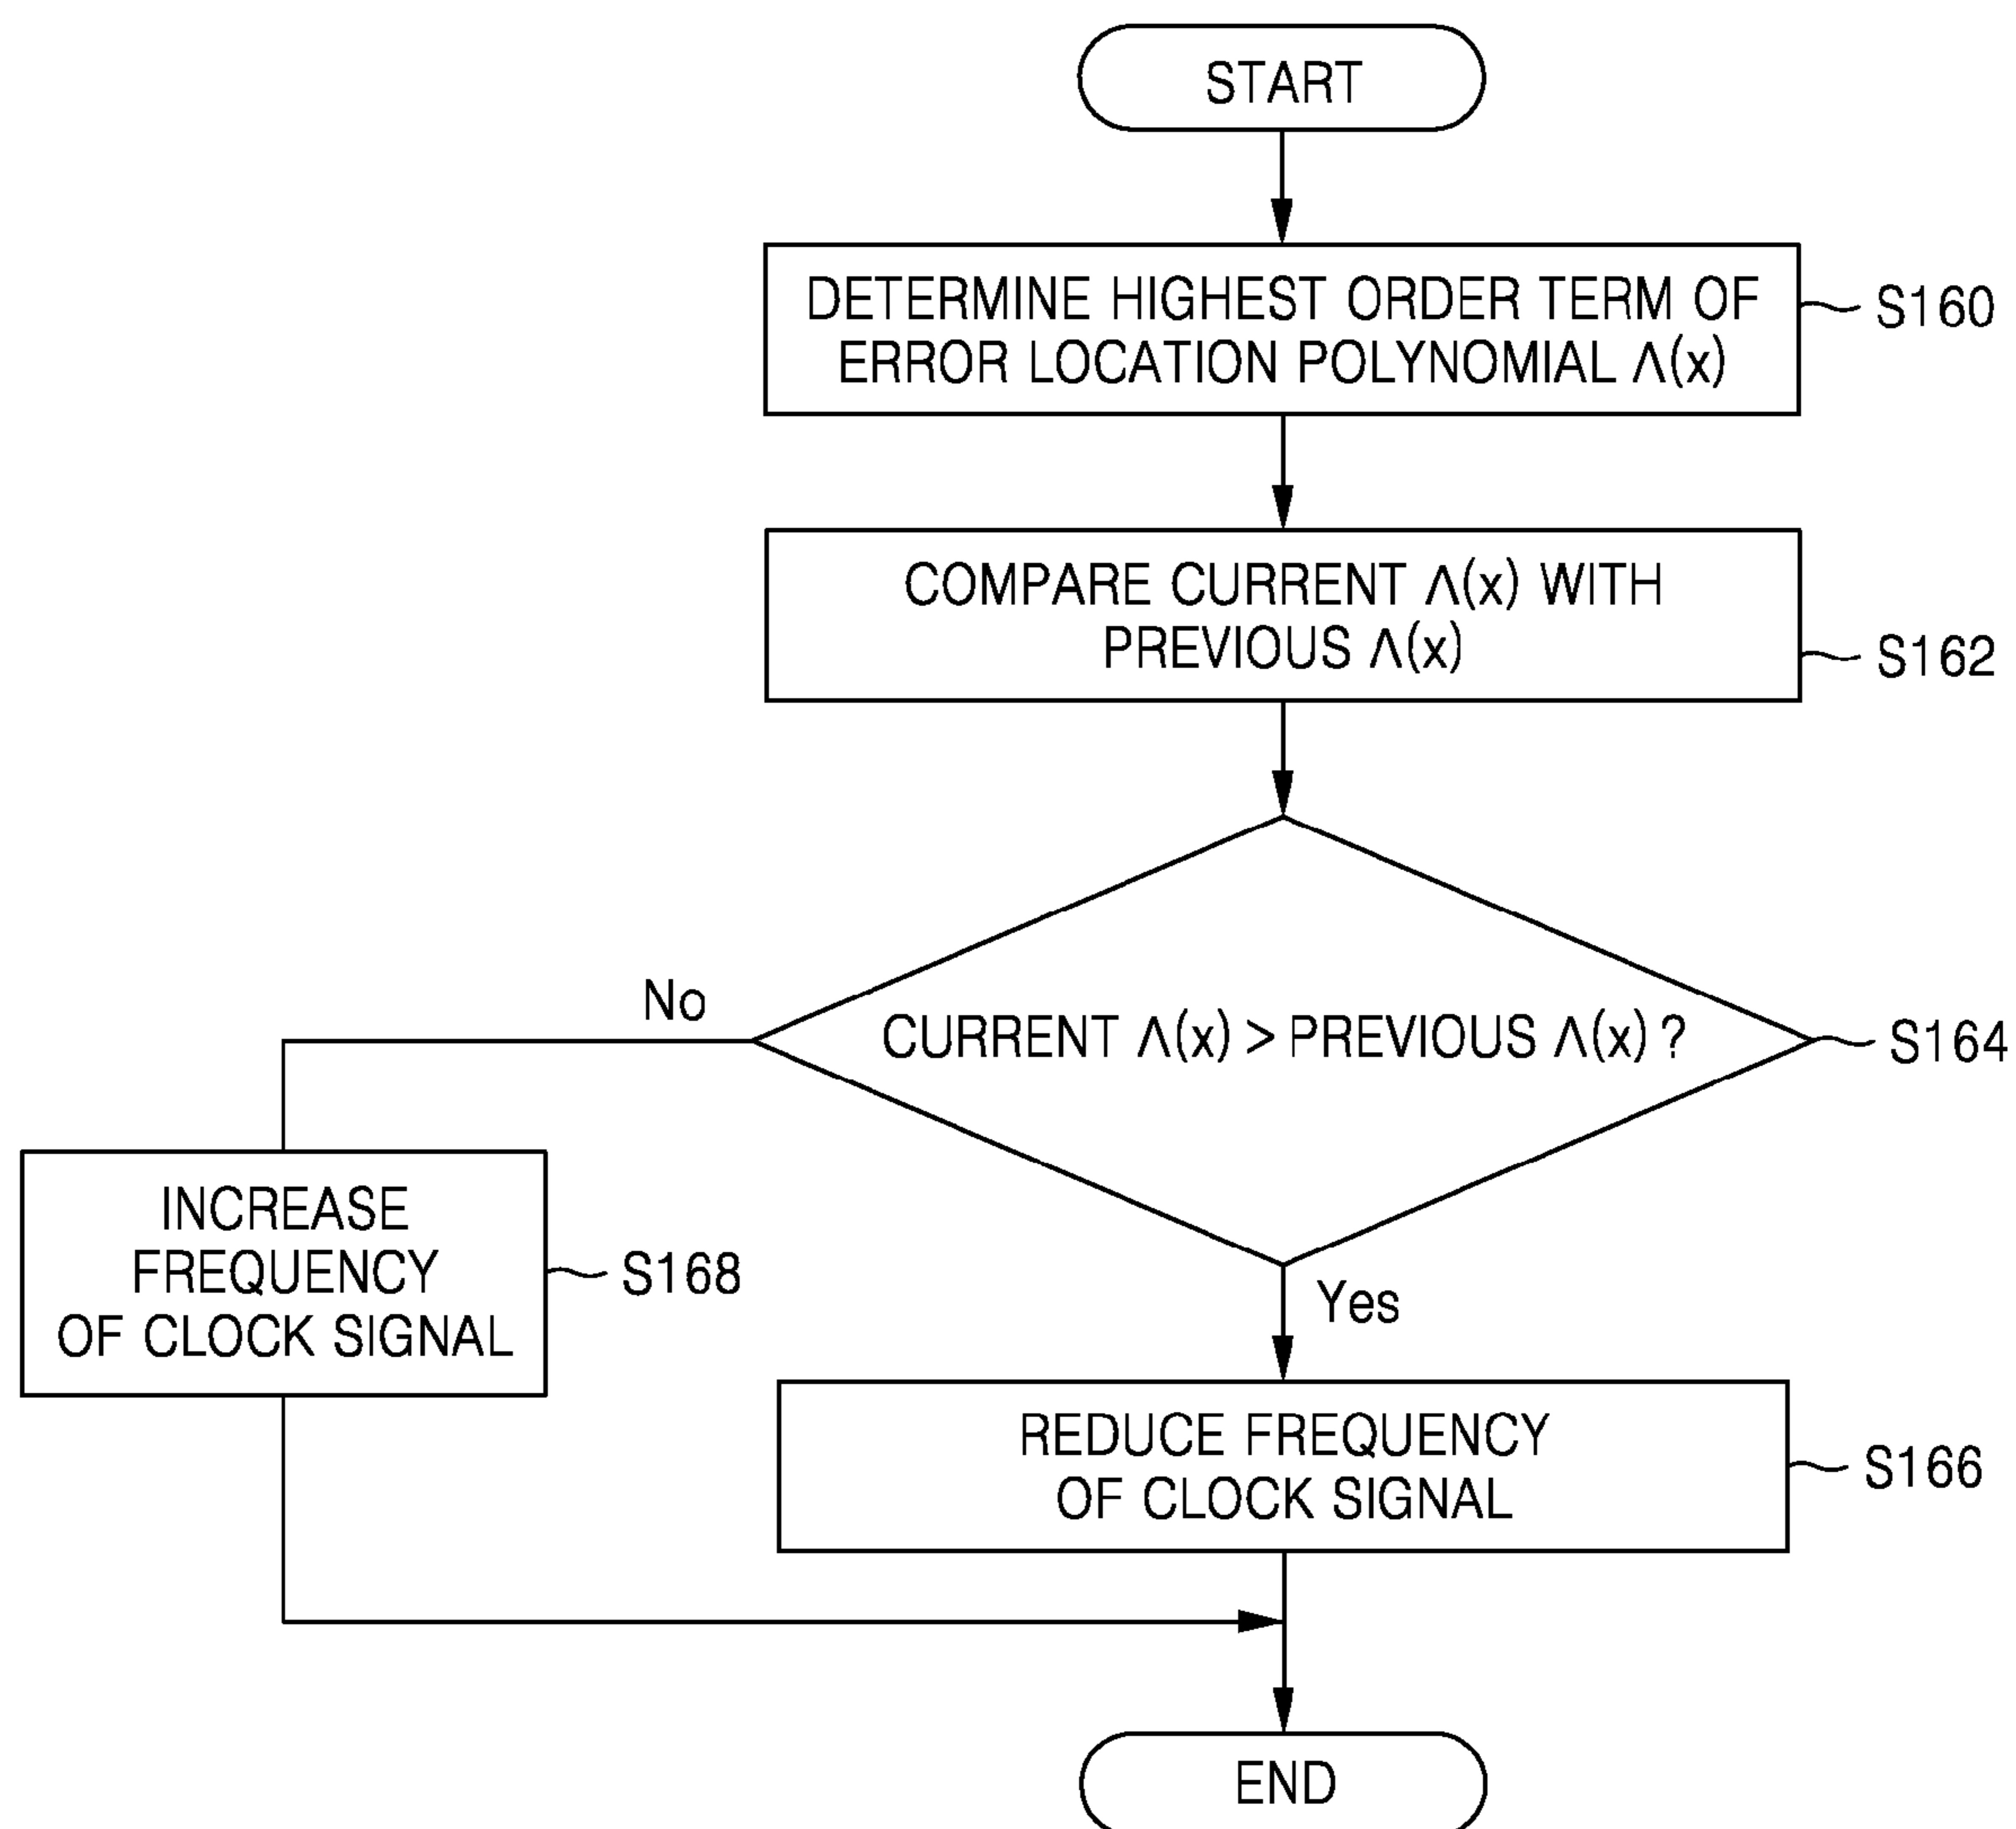 START
DETERMINE HIGHEST ORDER TERM OF
ERROR LOCATION POLYNOMIAL Λ(x)
S160
COMPARE CURRENT Λ(x) WITH
PREVIOUS Λ(x)
S162
No
CURRENT Λ(x) > PREVIOUS Λ(x) ?
S164
INCREASE
FREQUENCY
OF CLOCK SIGNAL
S168
Yes
REDUCE FREQUENCY
OF CLOCK SIGNAL
S166
END